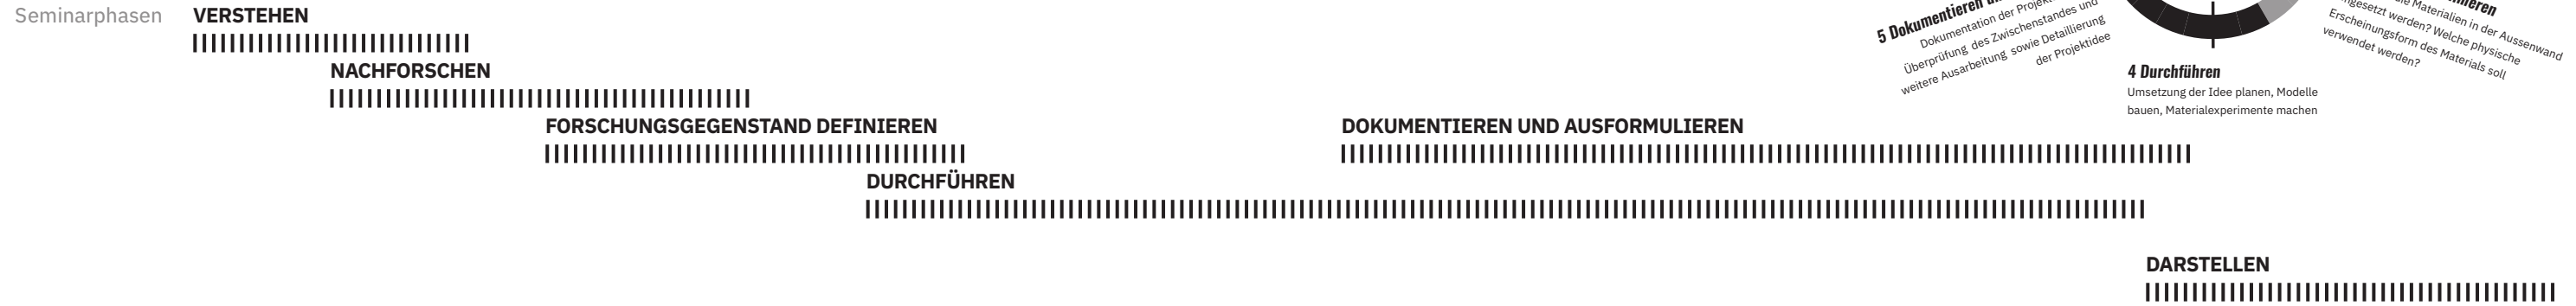 Seminarphasen
VERSTEHEN
NACHFORSCHEN
FORSCHUNGSGEGENSTAND DEFINIEREN
DOKUMENTIEREN UND AUSFORMULIEREN
DURCHFÜHREN
DARSTELLEN
5 Dokumentieren
Dokumentation der
Überprüfung des Zwischenstandes und
weitere Ausarbeitung sowie Detaillierung
der Projektidee
4 Durchführen
Umsetzung der Idee planen, Modelle
bauen, Materialexperimente machen
Materialien in der Aussenwand
werden? Welche physische
Erscheinungsform des Materials soll
verwendet werden?